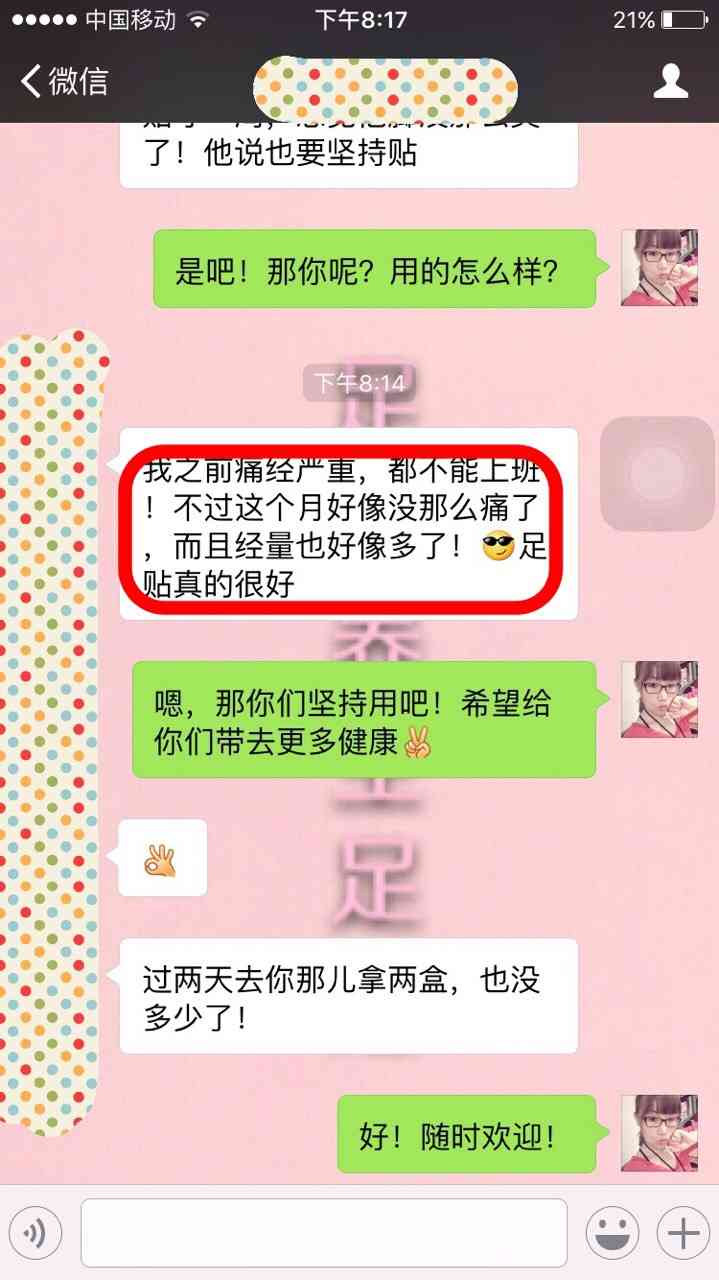 中国移动
下午8:17
21%
微信
了！他说也要坚持贴
是吧！那你呢？用的怎么样？
下午8:14
我之前痛经严重，都不能上班
！不过这个月好像没那么痛了
，而且经量也好像多了！😎足
贴真的很好
嗯，那你们坚持用吧！希望给
你们带去更多健康✌
👌
过两天去你那儿拿两盒，也没
多少了！
好！随时欢迎！
足
足